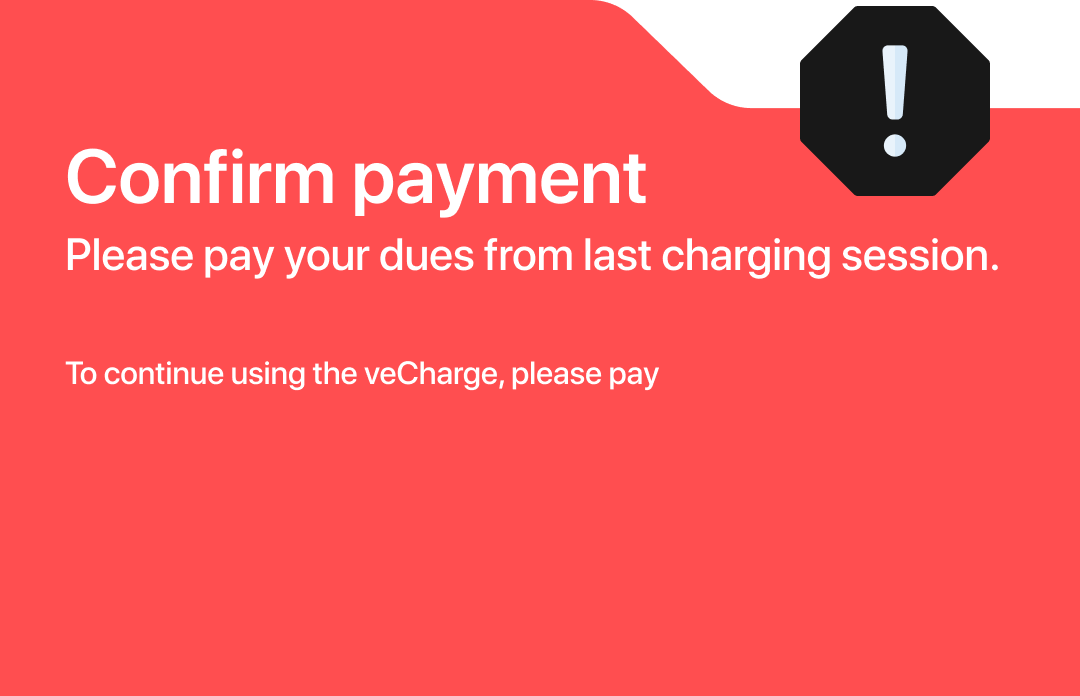 Confirm payment
Please pay your dues from last charging session.
To continue using the veCharge, please pay